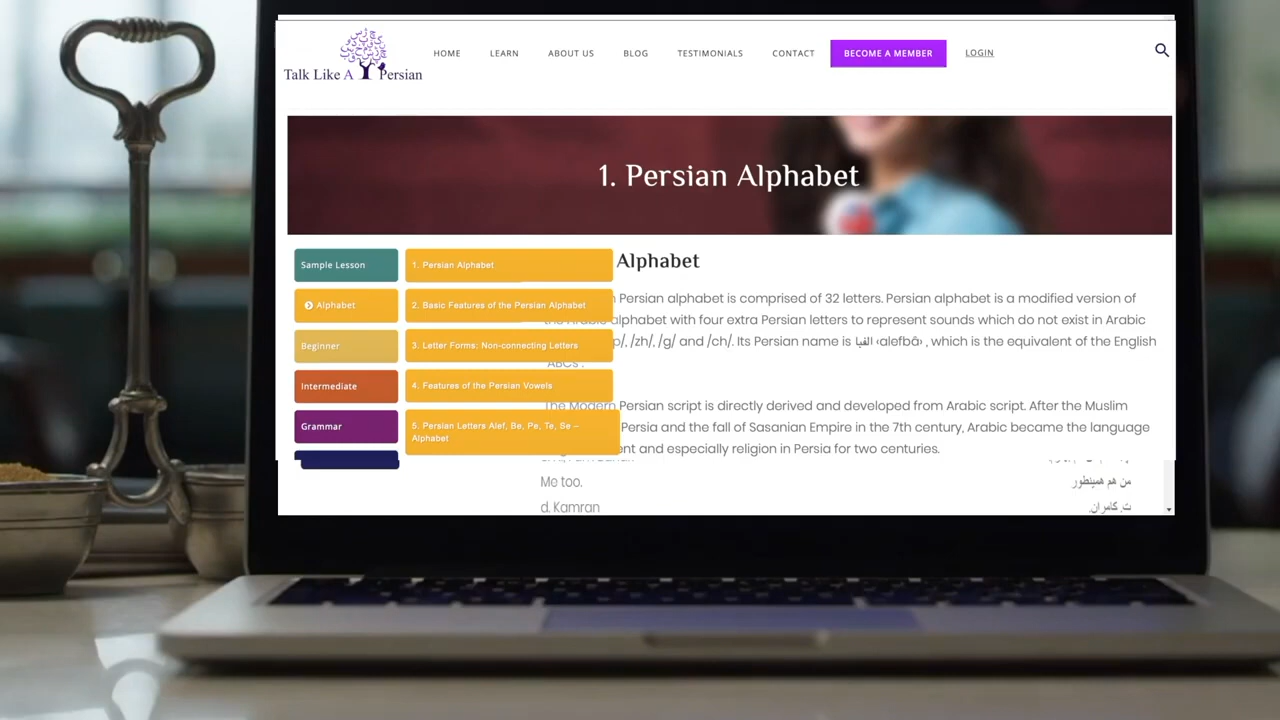 Talk Like A Persian
HOME LEARN ABOUT US BLOG TESTIMONIALS CONTACT BECOME A MEMBER LOGIN
1. Persian Alphabet
Sample Lesson
Alphabet
Beginner
Intermediate
Grammar
1. Persian Alphabet
2. Basic Features of the Persian Alphabet
3. Letter Forms: Non-connecting Letters
4. Features of the Persian Vowels
5. Persian Letters Alef, Be, Pe, Te, Se –
Alphabet
Alphabet
Persian alphabet is comprised of 32 letters. Persian alphabet is a modified version of
alphabet with four extra Persian letters to represent sounds which do not exist in Arabic
/zh/, /g/ and /ch/. Its Persian name is الفبا ‹alefbā› , which is the equivalent of the English
ABCs .
The Modern Persian script is directly derived and developed from Arabic script. After the Muslim
Persia and the fall of Sasanian Empire in the 7th century, Arabic became the language
and especially religion in Persia for two centuries.
Me too. من هم همینطور
d. Kamran ت. کامران.